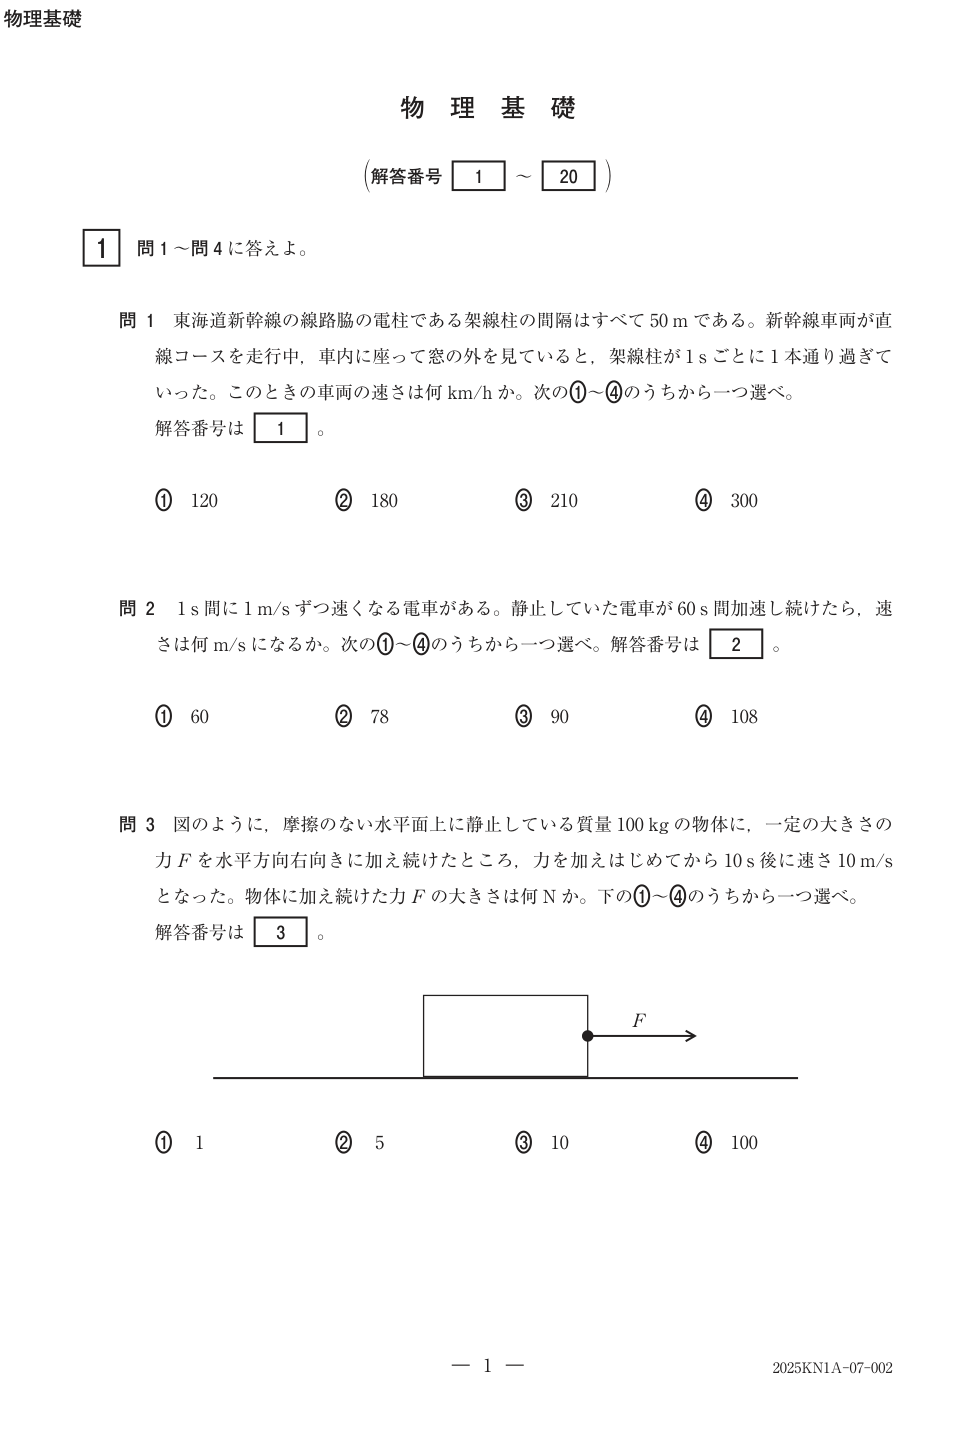 物理基礎
物 理 基 礎
(解答番号 1 ～ 20 )
1 問1～問4に答えよ。
問 1 東海道新幹線の線路脇の電柱である架線柱の間隔はすべて 50 m である。新幹線車両が直
線コースを走行中，車内に座って窓の外を見ていると，架線柱が 1 s ごとに 1 本通り過ぎて
いった。このときの車両の速さは何 km/h か。次の①～④のうちから一つ選べ。
解答番号は 1 。
① 120 ② 180 ③ 210 ④ 300
問 2 1 s 間に 1 m/s ずつ速くなる電車がある。静止していた電車が 60 s 間加速し続けたら，速
さは何 m/s になるか。次の①～④のうちから一つ選べ。解答番号は 2 。
① 60 ② 78 ③ 90 ④ 108
問 3 図のように，摩擦のない水平面上に静止している質量 100 kg の物体に，一定の大きさの
力 F を水平方向右向きに加え続けたところ，力を加えはじめてから 10 s 後に速さ 10 m/s
となった。物体に加え続けた力 F の大きさは何 N か。下の①～④のうちから一つ選べ。
解答番号は 3 。
F
① 1 ② 5 ③ 10 ④ 100
― 1 ―
2025KN1A-07-002